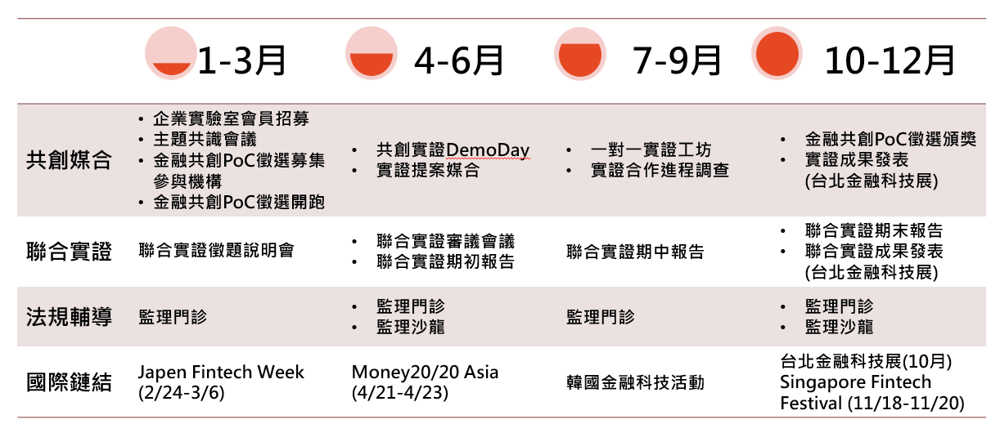 1-3月
4-6月
7-9月
10-12月
共創媒合
• 企業實驗室會員招募
• 主題共識會議
• 金融共創PoC徵選募集
參與機構
• 金融共創PoC徵選開跑
• 共創實證DemoDay
• 實證提案媒合
• 一對一實證工坊
• 實證合作進程調查
• 金融共創PoC徵選頒獎
• 實證成果發表
(台北金融科技展)
聯合實證
聯合實證徵題說明會
• 聯合實證審議會議
• 聯合實證期初報告
聯合實證期中報告
• 聯合實證期末報告
• 聯合實證成果發表
(台北金融科技展)
法規輔導
監理門診
• 監理門診
• 監理沙龍
監理門診
• 監理門診
• 監理沙龍
國際鏈結
Japen Fintech Week
(2/24-3/6)
Money20/20 Asia
(4/21-4/23)
韓國金融科技活動
台北金融科技展(10月)
Singapore Fintech
Festival (11/18-11/20)